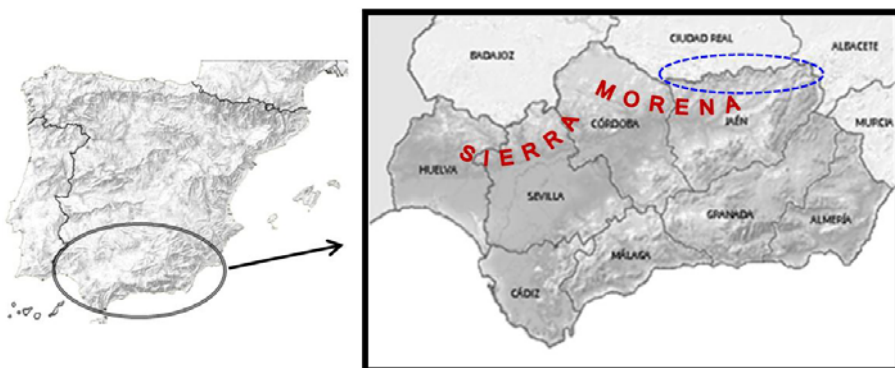 BADAJOZ
CIUDAD REAL
ALBACETE
MURCIA
SIERRA MORENA
HUELVA
SEVILLA
CÓRDOBA
JAÉN
GRANADA
ALMERÍA
MÁLAGA
CÁDIZ